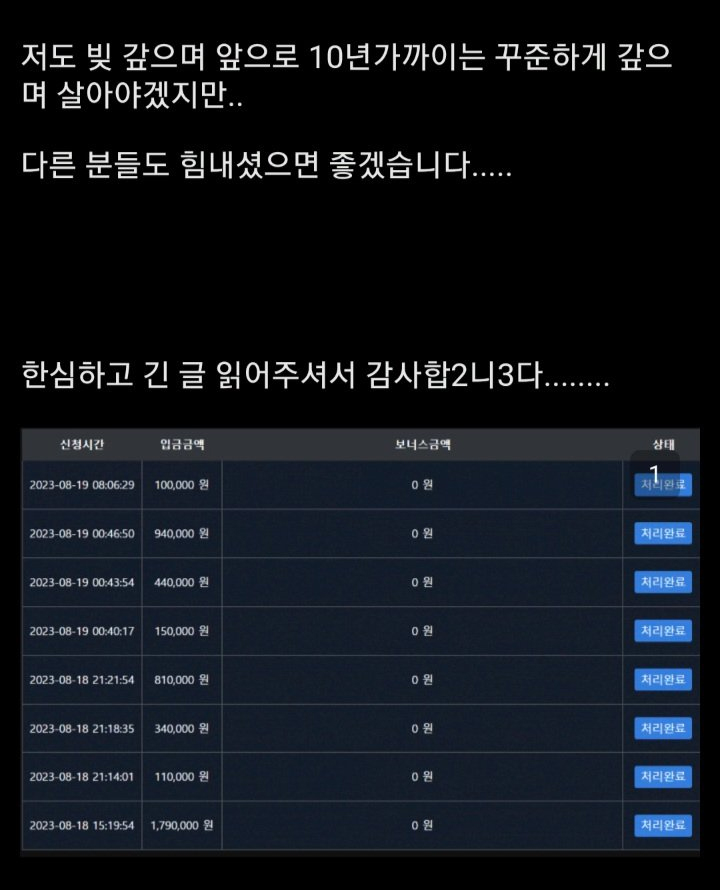 저도 빚 갚으며 앞으로 10년가까이는 꾸준하게 갚으
며 살아야겠지만..
다른 분들도 힘내셨으면 좋겠습니다.....
한심하고 긴 글 읽어주셔서 감사합2니3다........
신청시간 입금금액 보너스금액 상태
1
2023-08-19 08:06:29 100,000 원 0 원 처리완료
2023-08-19 00:46:50 940,000 원 0 원 처리완료
2023-08-19 00:43:54 440,000 원 0 원 처리완료
2023-08-19 00:40:17 150,000 원 0 원 처리완료
2023-08-18 21:21:54 810,000 원 0 원 처리완료
2023-08-18 21:18:35 340,000 원 0 원 처리완료
2023-08-18 21:14:01 110,000 원 0 원 처리완료
2023-08-18 15:19:54 1,790,000 원 0 원 처리완료